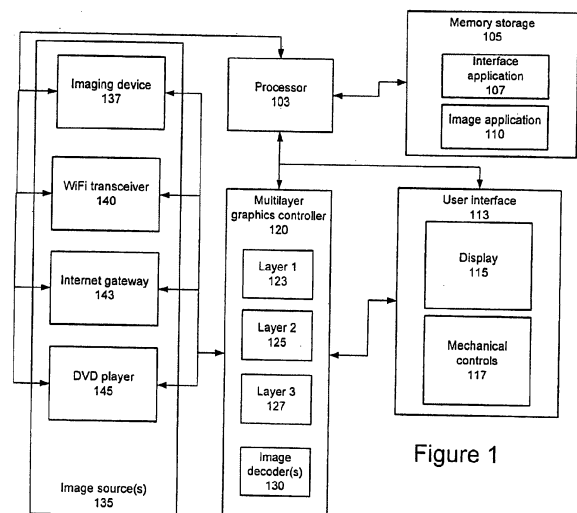 Imaging device
137
WiFi transceiver
140
Internet gateway
143
DVD player
145
Image source(s)
135
Processor
103
Memory storage
105
Interface application
107
Image application
110
Multilayer
graphics controller
120
Layer 1
123
Layer 2
125
Layer 3
127
Image
decoder(s)
130
User interface
113
Display
115
Mechanical
controls
117
Figure 1